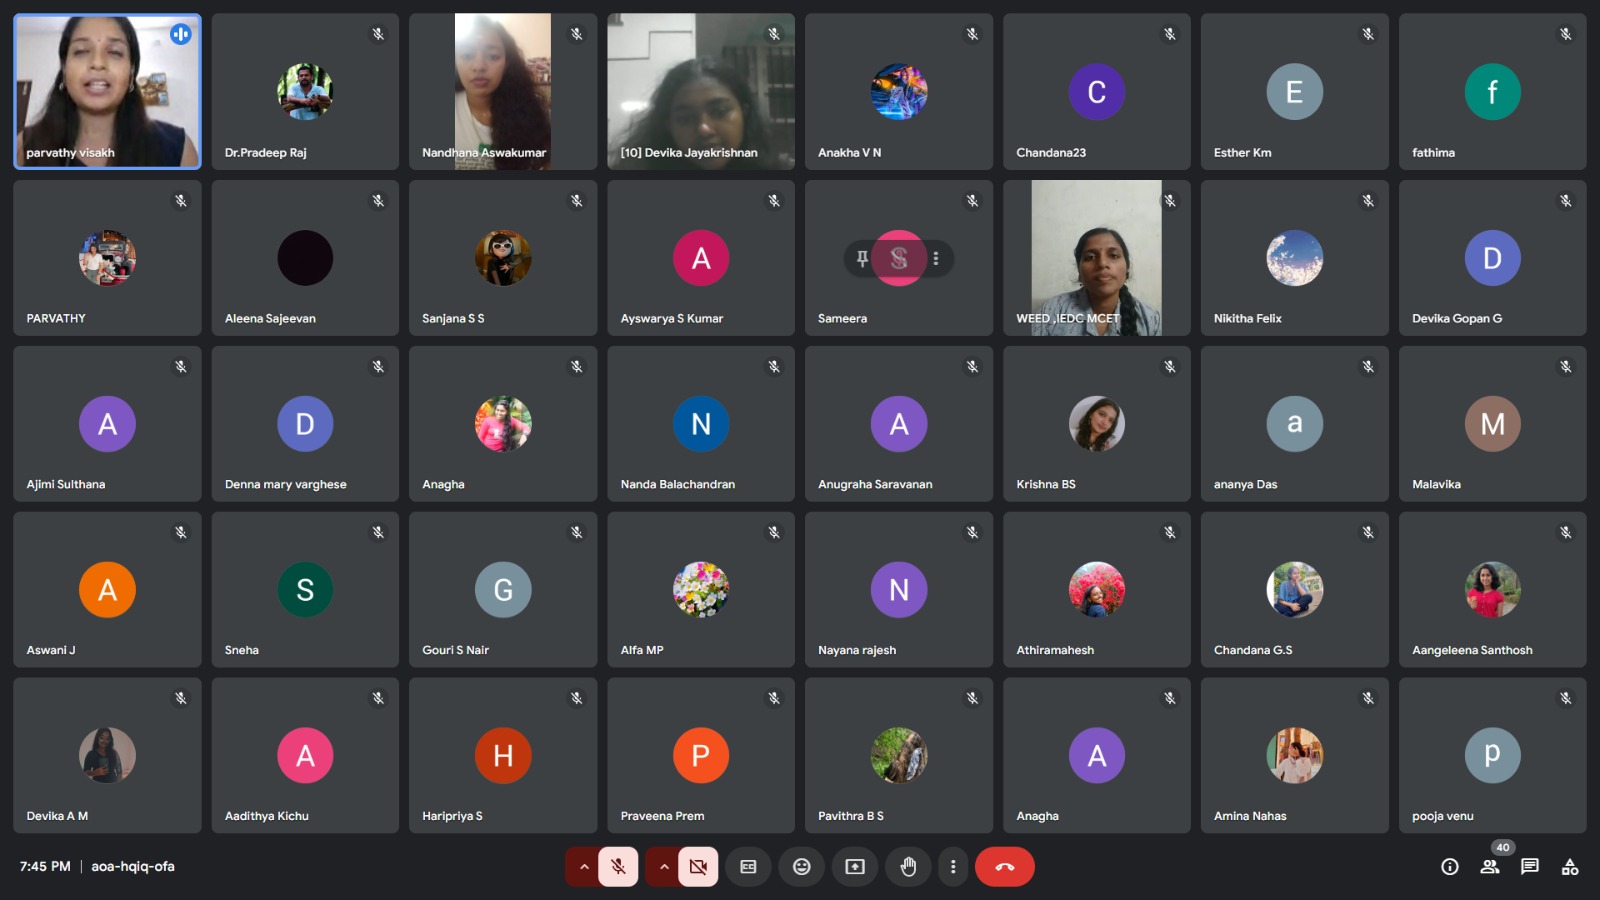 parvathy visakh
Dr.Pradeep Raj
Nandhana Aswakumar
[10] Devika Jayakrishnan
Anakha V N
C
Chandana23
E
Esther Km
f
fathima
PARVATHY
Aleena Sajeevan
Sanjana S S
A
Ayswarya S Kumar
S
Sameera
WEED ,IEDC MCET
Nikitha Felix
D
Devika Gopan G
A
Ajimi Sulthana
D
Denna mary varghese
Anagha
N
Nanda Balachandran
A
Anugraha Saravanan
Krishna BS
a
ananya Das
M
Malavika
A
Aswani J
S
Sneha
G
Gouri S Nair
Alfa MP
N
Nayana rajesh
Athiramahesh
Chandana G.S
Aangeleena Santhosh
Devika A M
A
Aadithya Kichu
H
Haripriya S
P
Praveena Prem
Pavithra B S
A
Anagha
Amina Nahas
p
pooja venu
7:45 PM | aoa-hqiq-ofa
CC
40